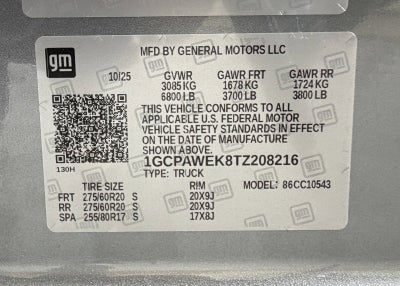 gm
MFD BY GENERAL MOTORS LLC
10/25 GVWR GAWR FRT GAWR RR
3085 KG 1678 KG 1724 KG
6800 LB 3700 LB 3800 LB
THIS VEHICLE CONFORMS TO ALL
APPLICABLE U.S. FEDERAL MOTOR
VEHICLE SAFETY STANDARDS IN EFFECT
ON THE DATE OF MANUFACTURE
SHOWN ABOVE.
1GCPAWEK8TZ208216
130H TYPE: TRUCK
TIRE SIZE RIM MODEL: 86CC10543
FRT 275/60R20 S 20X9J
RR 275/60R20 S 20X9J
SPA 255/80R17 S 17X8J